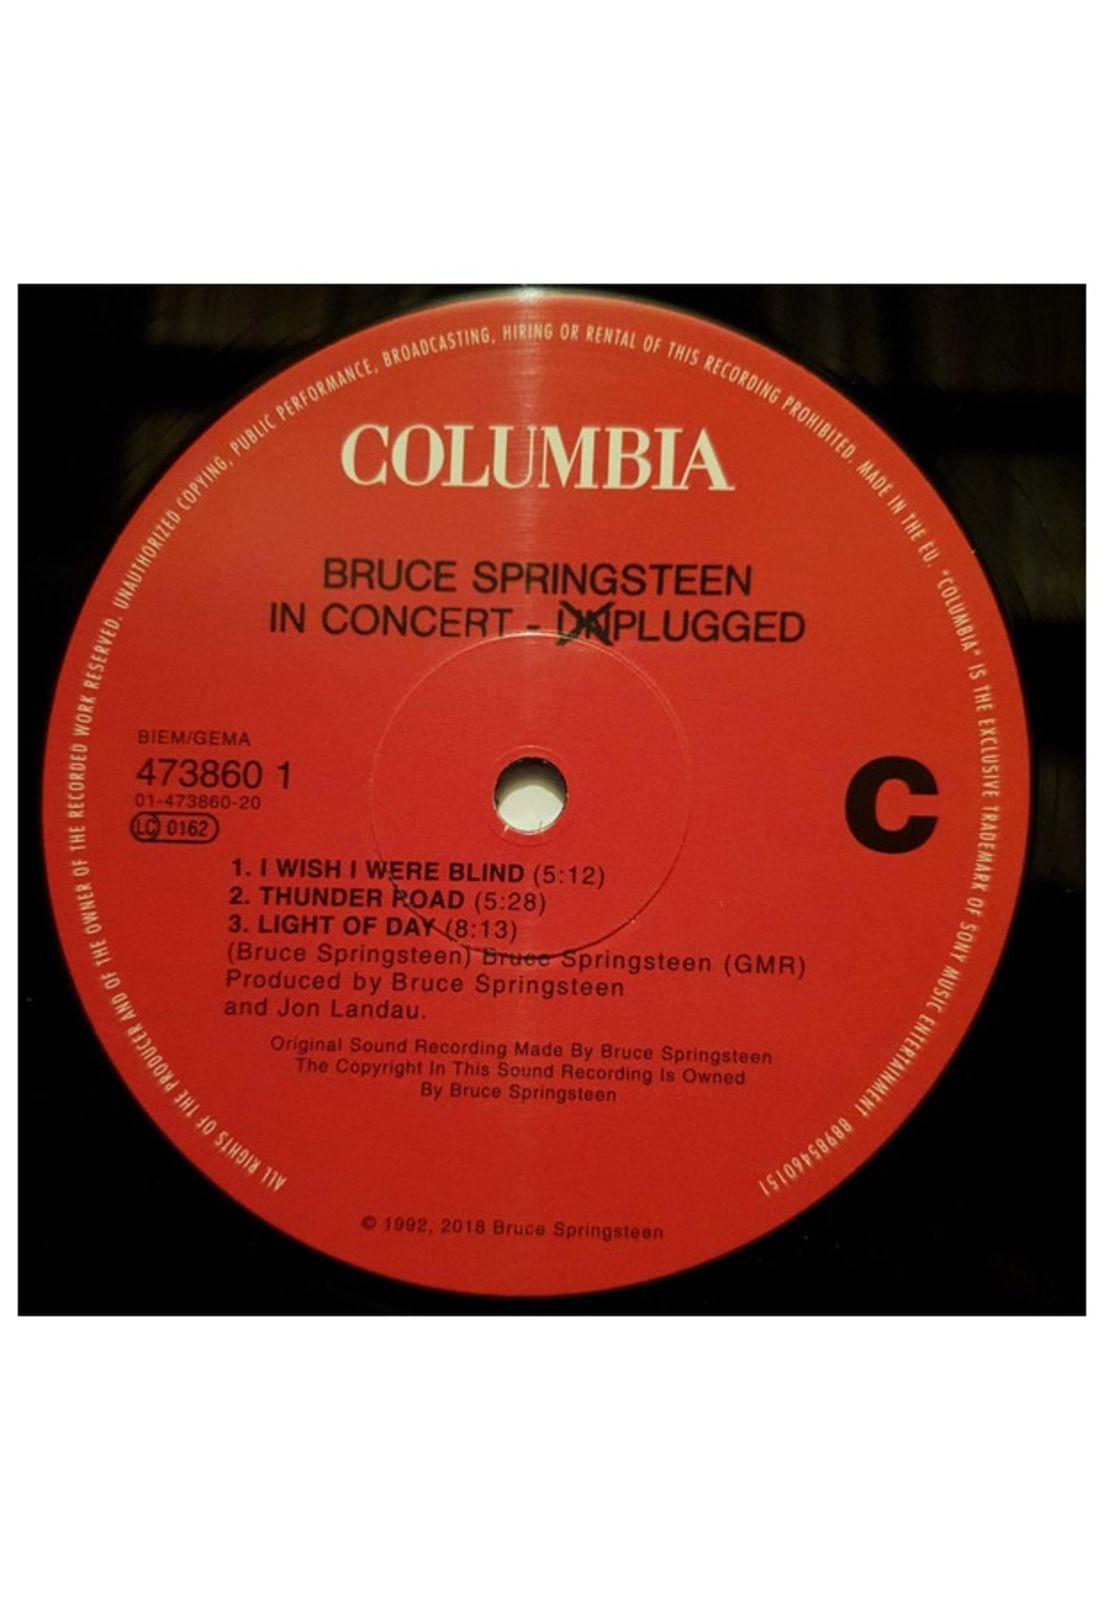 ALL RIGHTS OF THE PRODUCER AND OF THE OWNER OF THE RECORDED WORK RESERVED. UNAUTHORIZED COPYING, PUBLIC PERFORMANCE, BROADCASTING, HIRING OR RENTAL OF THIS RECORDING PROHIBITED. MADE IN THE EU. "COLUMBIA" IS THE EXCLUSIVE TRADEMARK OF SONY MUSIC ENTERTAINMENT 88985460151
COLUMBIA
BRUCE SPRINGSTEEN
IN CONCERT - UNPLUGGED
BIEM/GEMA
473860 1
01-473860-20
LC 0162
C
1. I WISH I WERE BLIND (5:12)
2. THUNDER ROAD (5:28)
3. LIGHT OF DAY (8:13)
(Bruce Springsteen) Bruce Springsteen (GMR)
Produced by Bruce Springsteen
and Jon Landau.
Original Sound Recording Made By Bruce Springsteen
The Copyright In This Sound Recording Is Owned
By Bruce Springsteen
© 1992, 2018 Bruce Springsteen